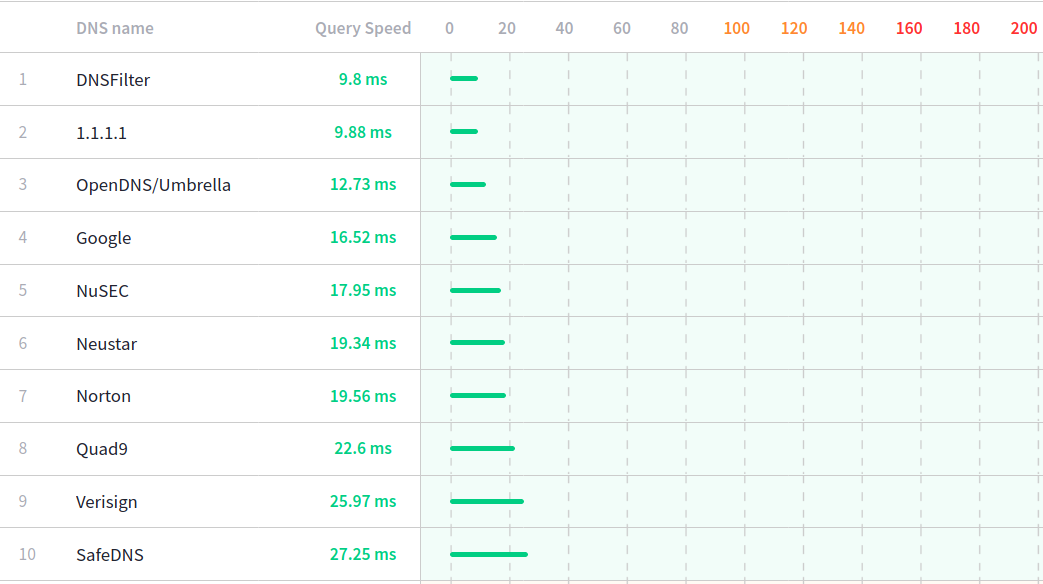 DNS name Query Speed 0 20 40 60 80 100 120 140 160 180 200
1 DNSFilter 9.8 ms
2 1.1.1.1 9.88 ms
3 OpenDNS/Umbrella 12.73 ms
4 Google 16.52 ms
5 NuSEC 17.95 ms
6 Neustar 19.34 ms
7 Norton 19.56 ms
8 Quad9 22.6 ms
9 Verisign 25.97 ms
10 SafeDNS 27.25 ms